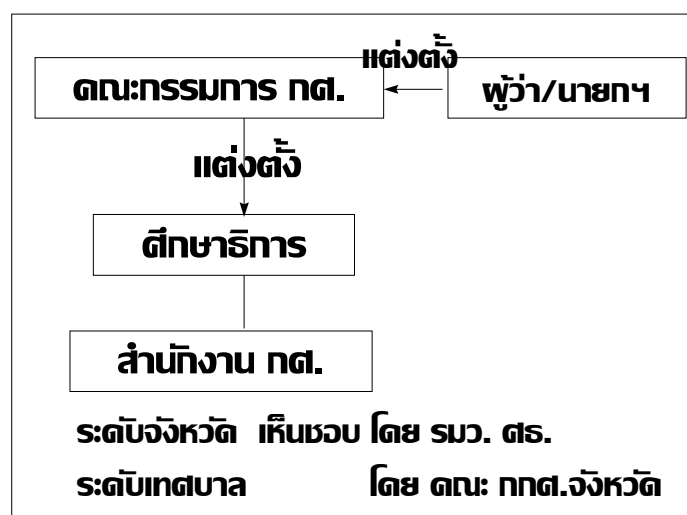 แต่งตั้ง
คณะกรรมการ กศ.
ผู้ว่า/นายกฯ
แต่งตั้ง
ศึกษาธิการ
สำนักงาน กศ.
ระดับจังหวัด เห็นชอบ โดย รมว. ศธ.
ระดับเทศบาล โดย คณะ กกศ.จังหวัด